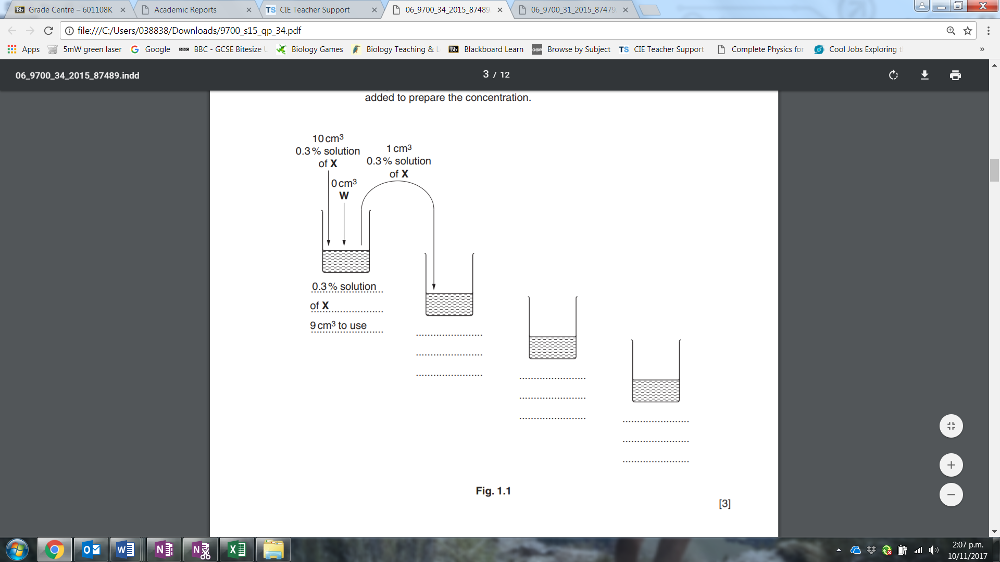 Grade Centre – 601108K
Academic Reports
CIE Teacher Support
06_9700_34_2015_87489
06_9700_31_2015_87479
file:///C:/Users/038838/Downloads/9700_s15_qp_34.pdf
Apps
5mW green laser
Google
BBC - GCSE Bitesize
Biology Games
Biology Teaching &
Blackboard Learn
Browse by Subject
CIE Teacher Support
Complete Physics for
Cool Jobs Exploring
»
06_9700_34_2015_87489.indd
3 / 12
added to prepare the concentration.
10 cm³
0.3 % solution
of X
1 cm³
0.3 % solution
of X
0 cm³
W
0.3 % solution
of X
9 cm³ to use
Fig. 1.1
[3]
2:07 p.m.
10/11/2017